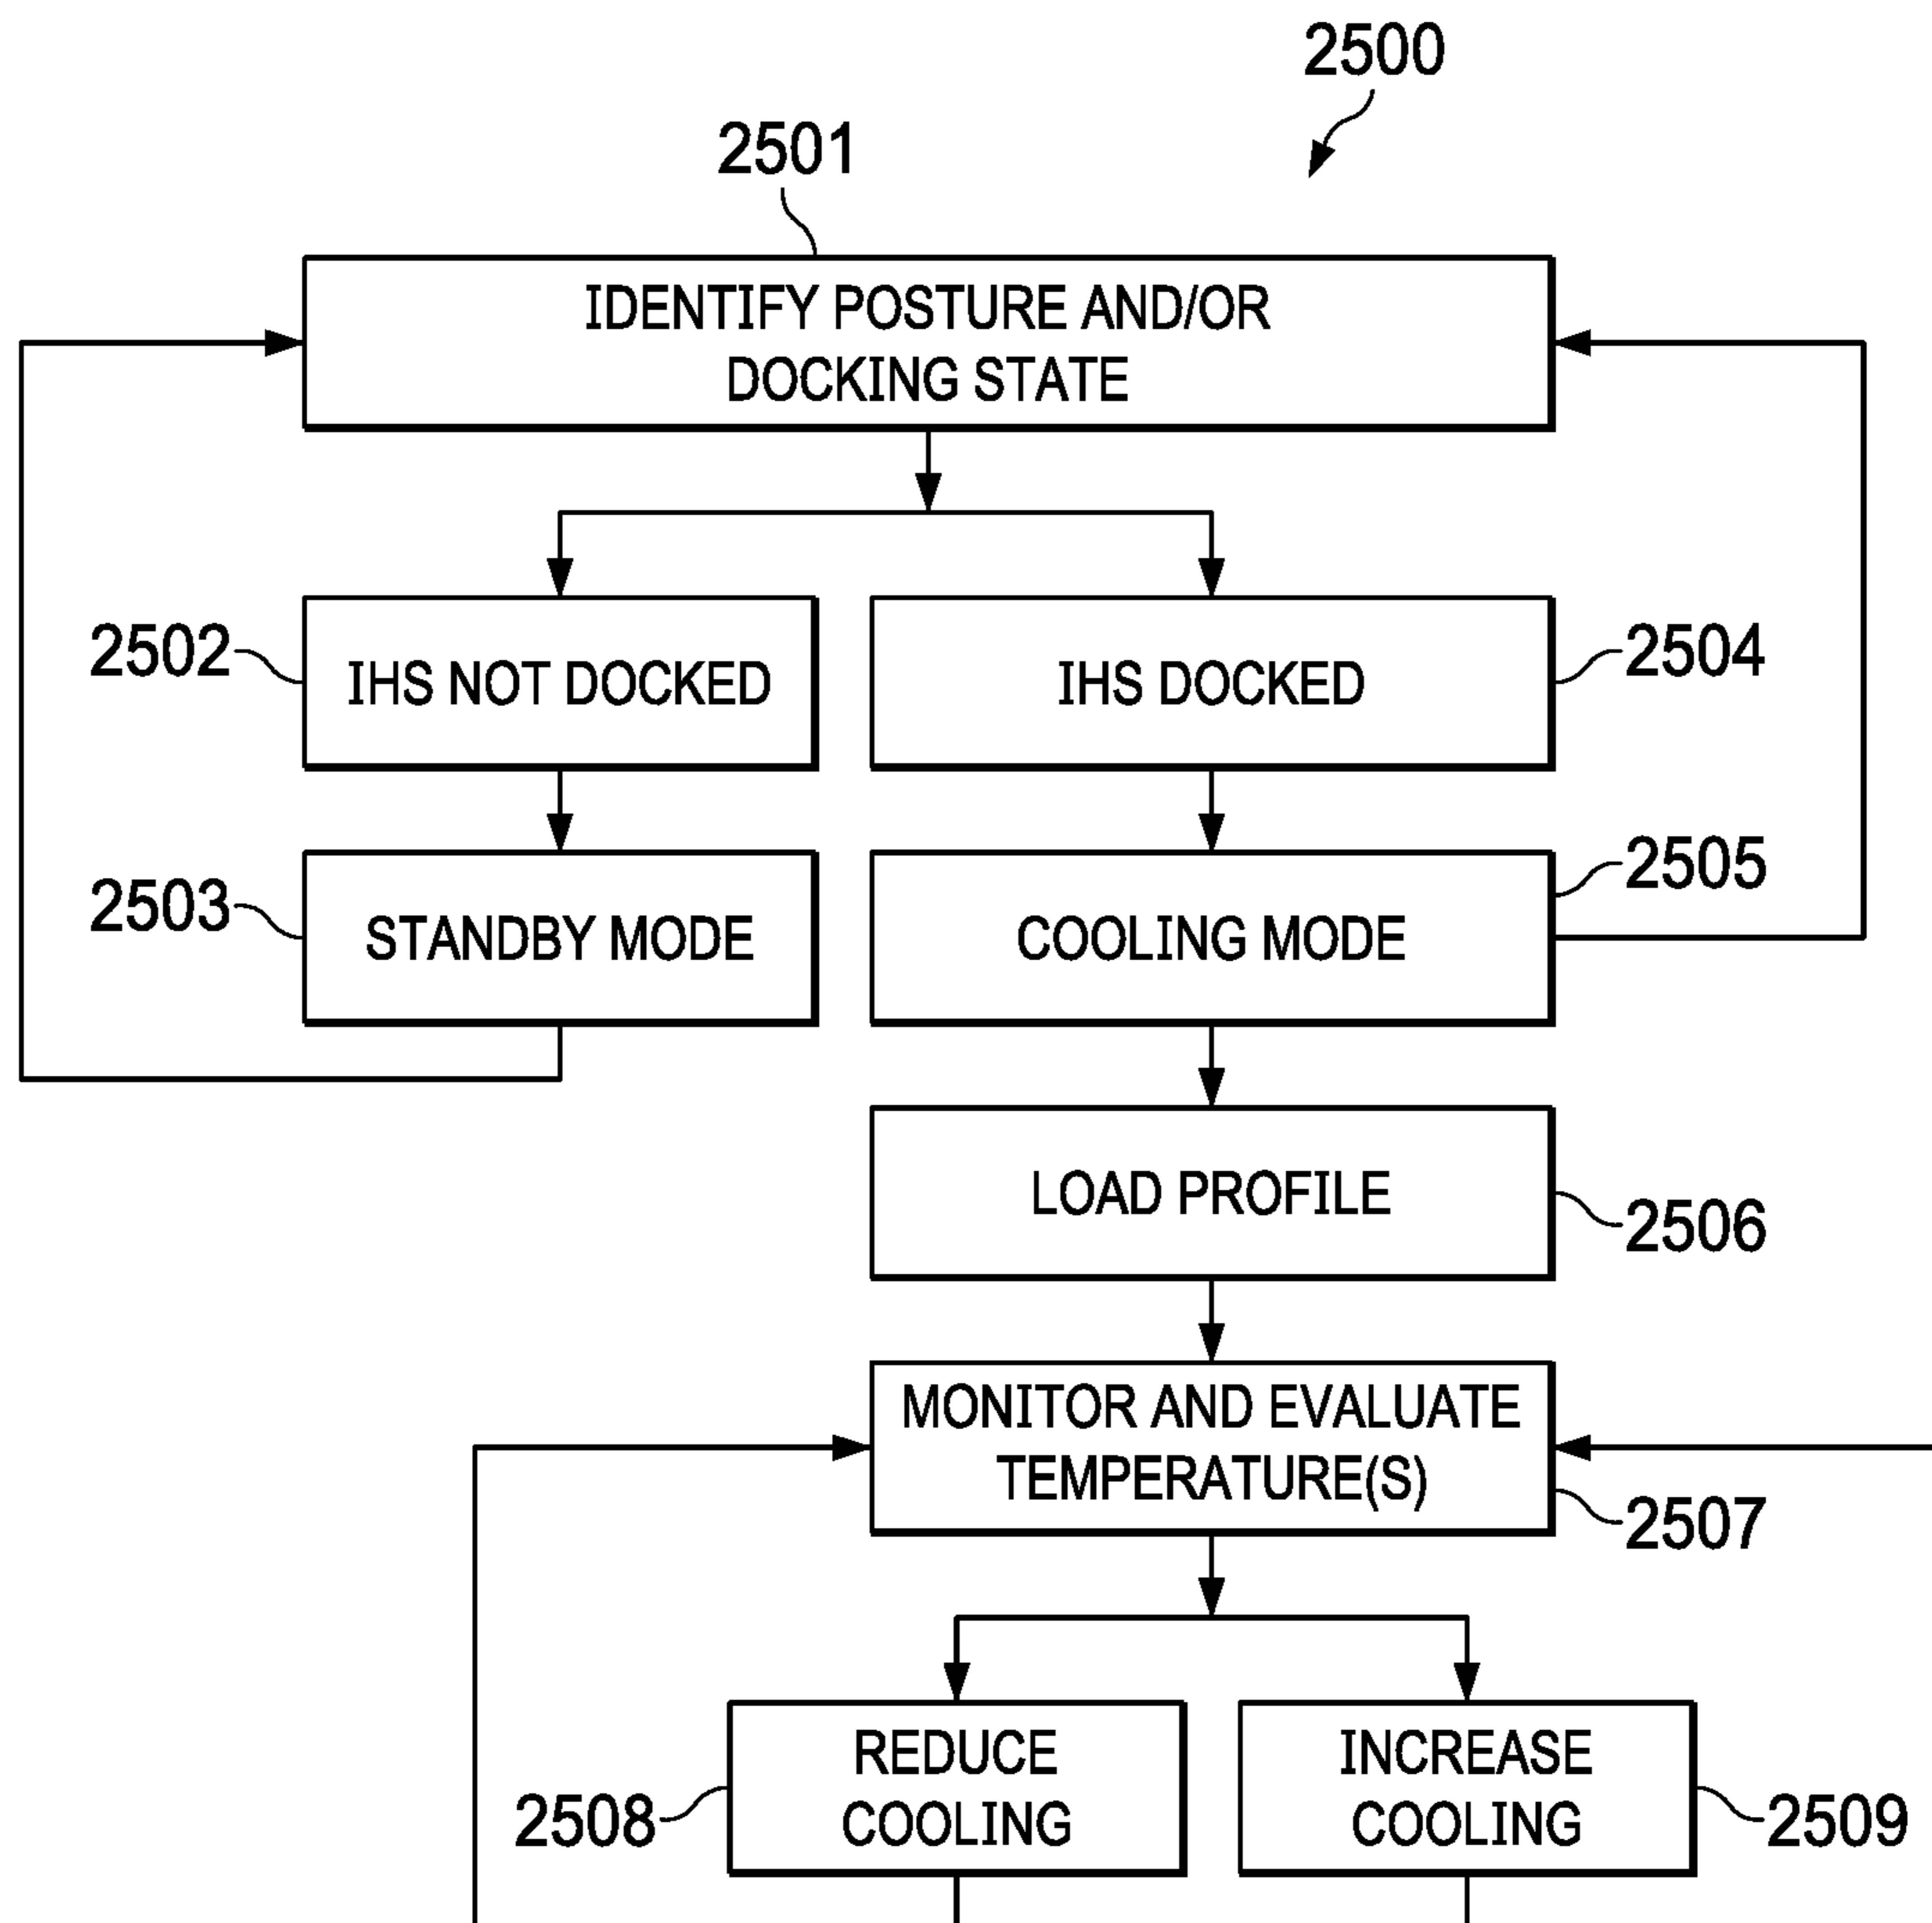 2500
2501
IDENTIFY POSTURE AND/OR
DOCKING STATE
2502
IHS NOT DOCKED
IHS DOCKED
2504
2503
STANDBY MODE
COOLING MODE
2505
LOAD PROFILE
2506
MONITOR AND EVALUATE
TEMPERATURE(S)
2507
REDUCE
COOLING
2508
INCREASE
COOLING
2509